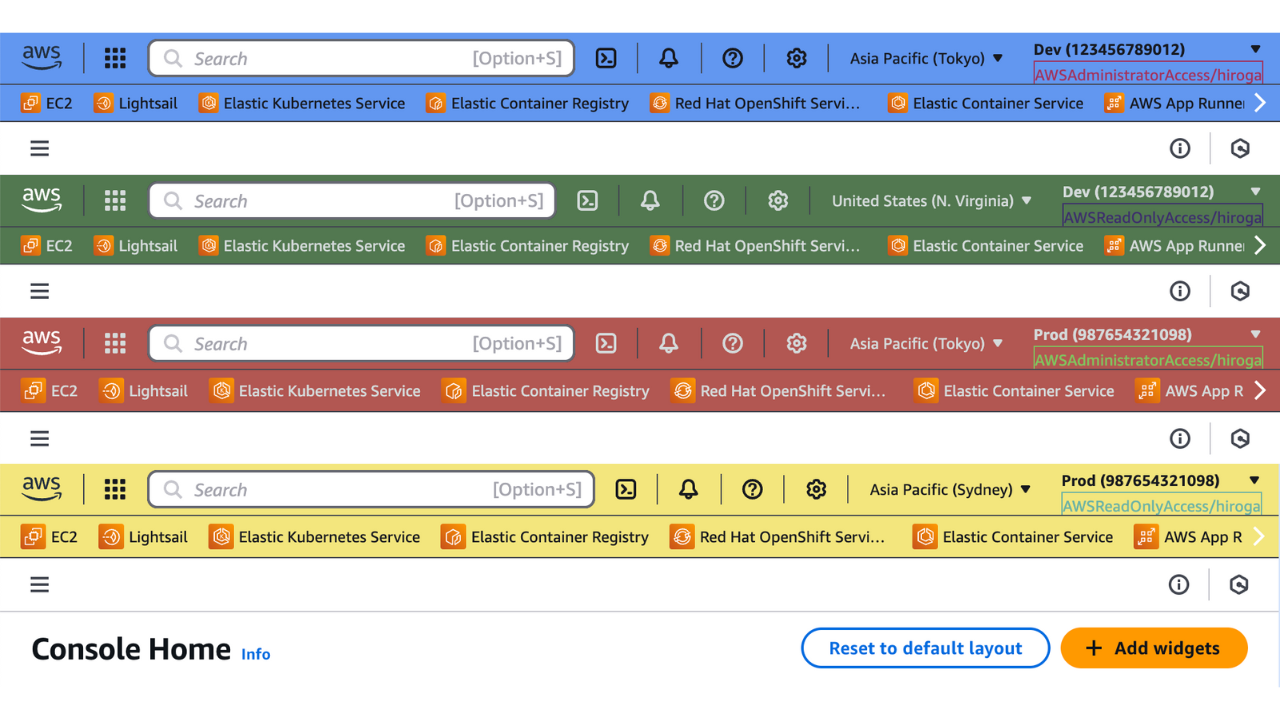 aws Search [Option+S] Asia Pacific (Tokyo) ▼ Dev (123456789012) ▼
AWSAdministratorAccess/hiroga
EC2 Lightsail Elastic Kubernetes Service Elastic Container Registry Red Hat OpenShift Servi... Elastic Container Service AWS App Runner
aws Search [Option+S] United States (N. Virginia) ▼ Dev (123456789012) ▼
AWSReadOnlyAccess/hiroga
EC2 Lightsail Elastic Kubernetes Service Elastic Container Registry Red Hat OpenShift Servi... Elastic Container Service AWS App Runner
aws Search [Option+S] Asia Pacific (Tokyo) ▼ Prod (987654321098) ▼
AWSAdministratorAccess/hiroga
EC2 Lightsail Elastic Kubernetes Service Elastic Container Registry Red Hat OpenShift Servi... Elastic Container Service AWS App R
aws Search [Option+S] Asia Pacific (Sydney) ▼ Prod (987654321098) ▼
AWSReadOnlyAccess/hiroga
EC2 Lightsail Elastic Kubernetes Service Elastic Container Registry Red Hat OpenShift Servi... Elastic Container Service AWS App R
Console Home Info Reset to default layout + Add widgets